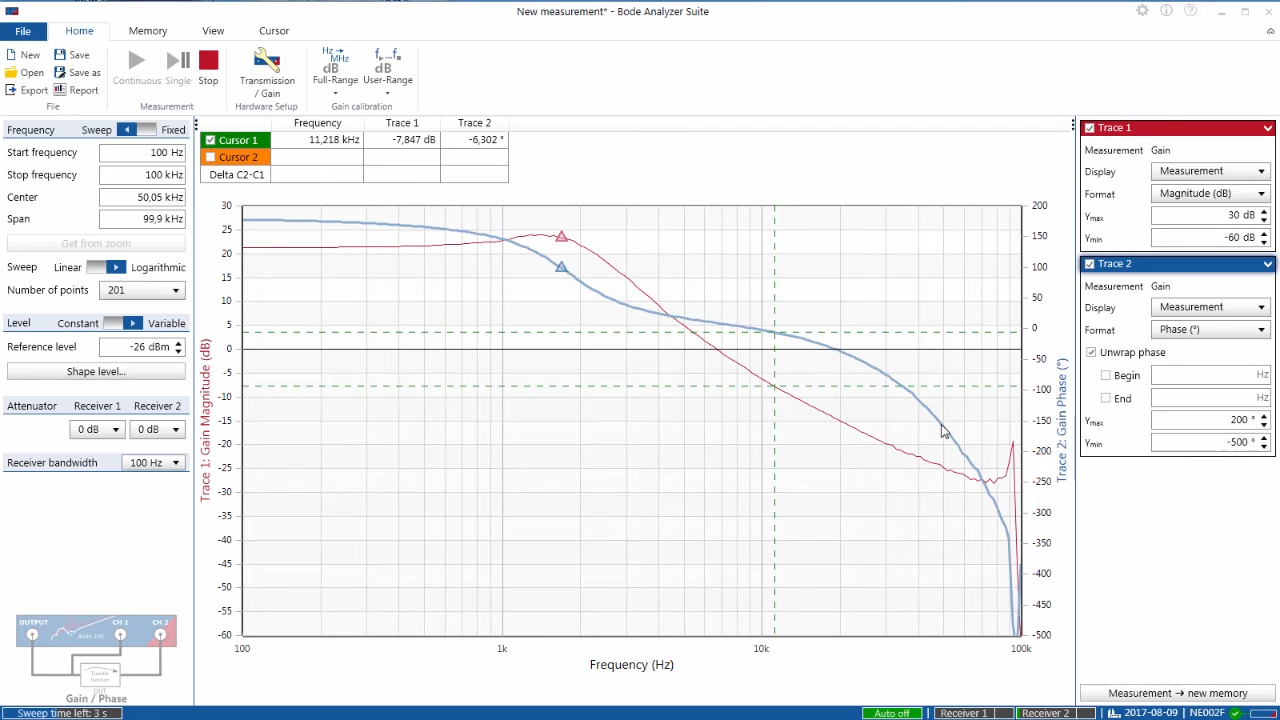 New measurement* - Bode Analyzer Suite
File Home Memory View Cursor
New Save
Open Save as
Export Report
File
Continuous Single Stop
Measurement
Transmission / Gain
Hardware Setup
Hz→ MHz dB Full-Range
f...f dB User-Range
Gain calibration
Frequency Sweep Fixed
Start frequency 100 Hz
Stop frequency 100 kHz
Center 50,05 kHz
Span 99,9 kHz
Get from zoom
Sweep Linear Logarithmic
Number of points 201
Level Constant Variable
Reference level -26 dBm
Shape level...
Attenuator Receiver 1 Receiver 2
0 dB 0 dB
Receiver bandwidth 100 Hz
OUTPUT CH 1 CH 2
Bode 100
Transfer function
OUT
Gain / Phase
Sweep time left: 3 s
Frequency Trace 1 Trace 2
Cursor 1 11,218 kHz -7,847 dB -6,302 °
Cursor 2
Delta C2-C1
30
25
20
15
10
5
0
-5
-10
-15
-20
-25
-30
-35
-40
-45
-50
-55
-60
Trace 1: Gain Magnitude (dB)
200
150
100
50
0
-50
-100
-150
-200
-250
-300
-350
-400
-450
-500
Trace 2: Gain Phase (°)
100 1k 10k 100k
Frequency (Hz)
Trace 1
Measurement Gain
Display Measurement
Format Magnitude (dB)
Ymax 30 dB
Ymin -60 dB
Trace 2
Measurement Gain
Display Measurement
Format Phase (°)
Unwrap phase
Begin Hz
End Hz
Ymax 200 °
Ymin -500 °
Measurement → new memory
Auto off Receiver 1 Receiver 2 2017-08-09 NE002F